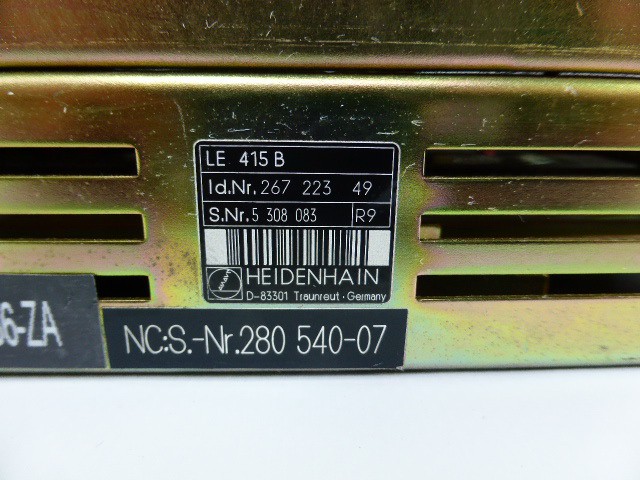 LE 415 B
Id.Nr. 267 223 49
S.Nr. 5 308 083 R9
HEIDENHAIN
D-83301 Traunreut · Germany
6-ZA
NC:S.-Nr.280 540-07